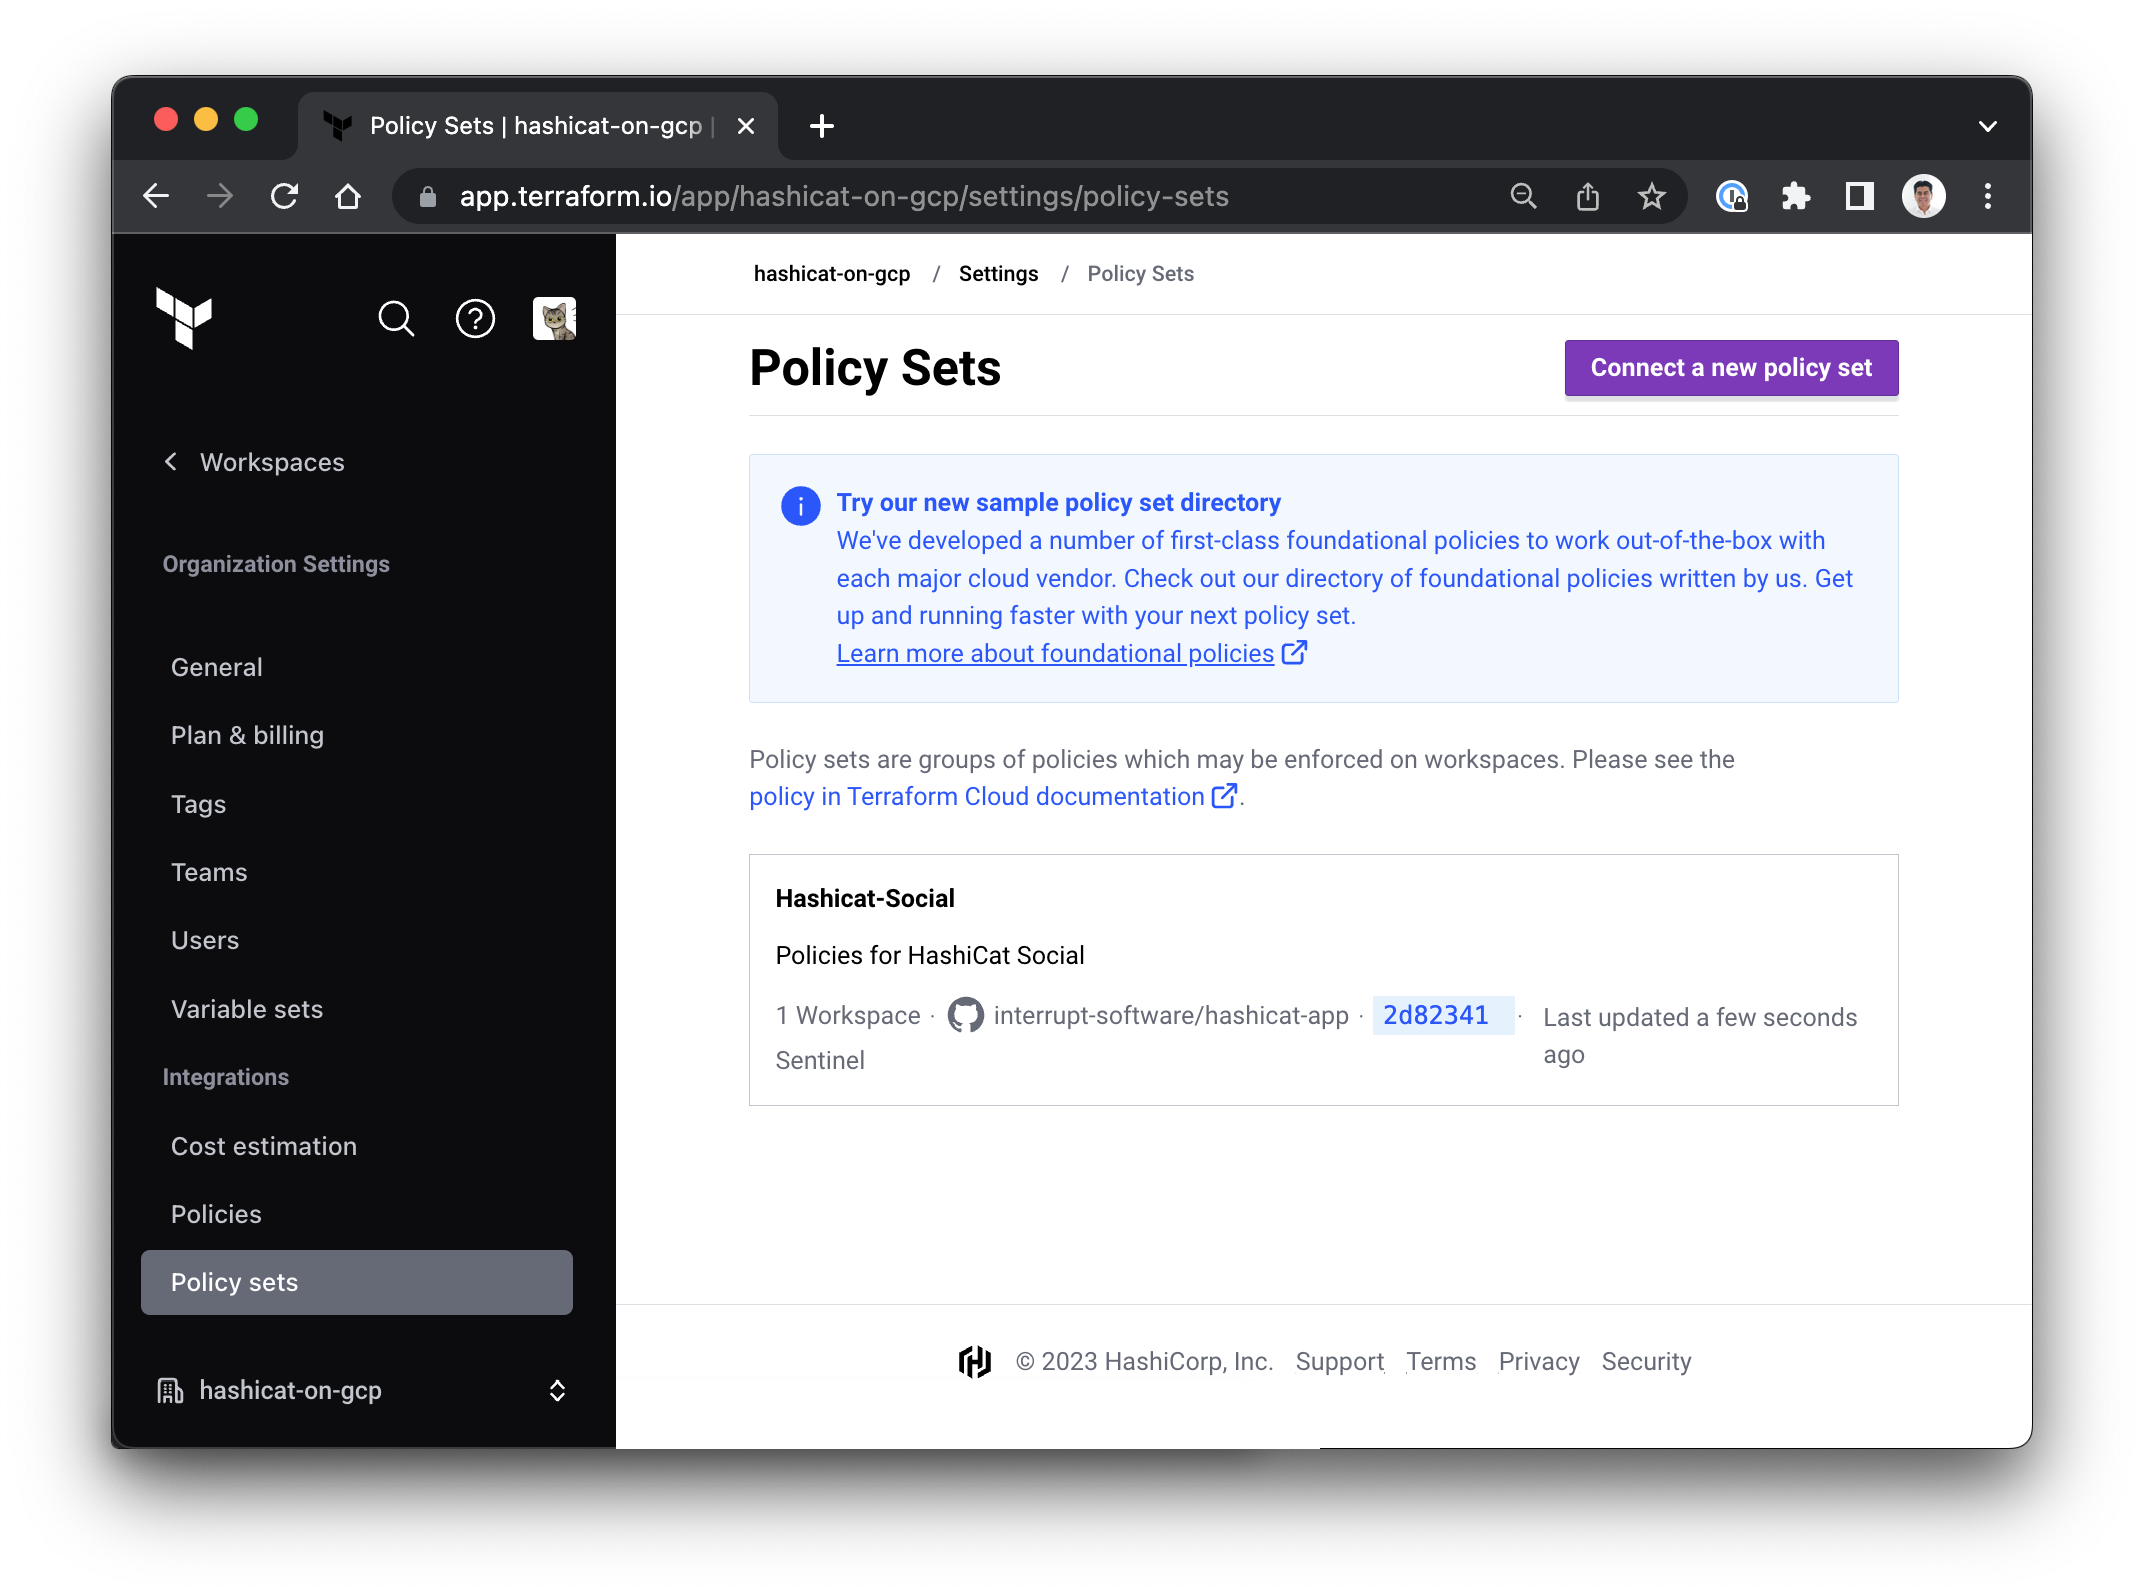 Policy Sets | hashicat-on-gcp |
app.terraform.io/app/hashicat-on-gcp/settings/policy-sets
Workspaces
Organization Settings
General
Plan & billing
Tags
Teams
Users
Variable sets
Integrations
Cost estimation
Policies
Policy sets
hashicat-on-gcp
hashicat-on-gcp / Settings / Policy Sets
Policy Sets
Connect a new policy set
Try our new sample policy set directory
We've developed a number of first-class foundational policies to work out-of-the-box with
each major cloud vendor. Check out our directory of foundational policies written by us. Get
up and running faster with your next policy set.
Learn more about foundational policies
Policy sets are groups of policies which may be enforced on workspaces. Please see the
policy in Terraform Cloud documentation.
Hashicat-Social
Policies for HashiCat Social
1 Workspace · interrupt-software/hashicat-app · 2d82341 · Last updated a few seconds
ago
Sentinel
© 2023 HashiCorp, Inc. Support Terms Privacy Security